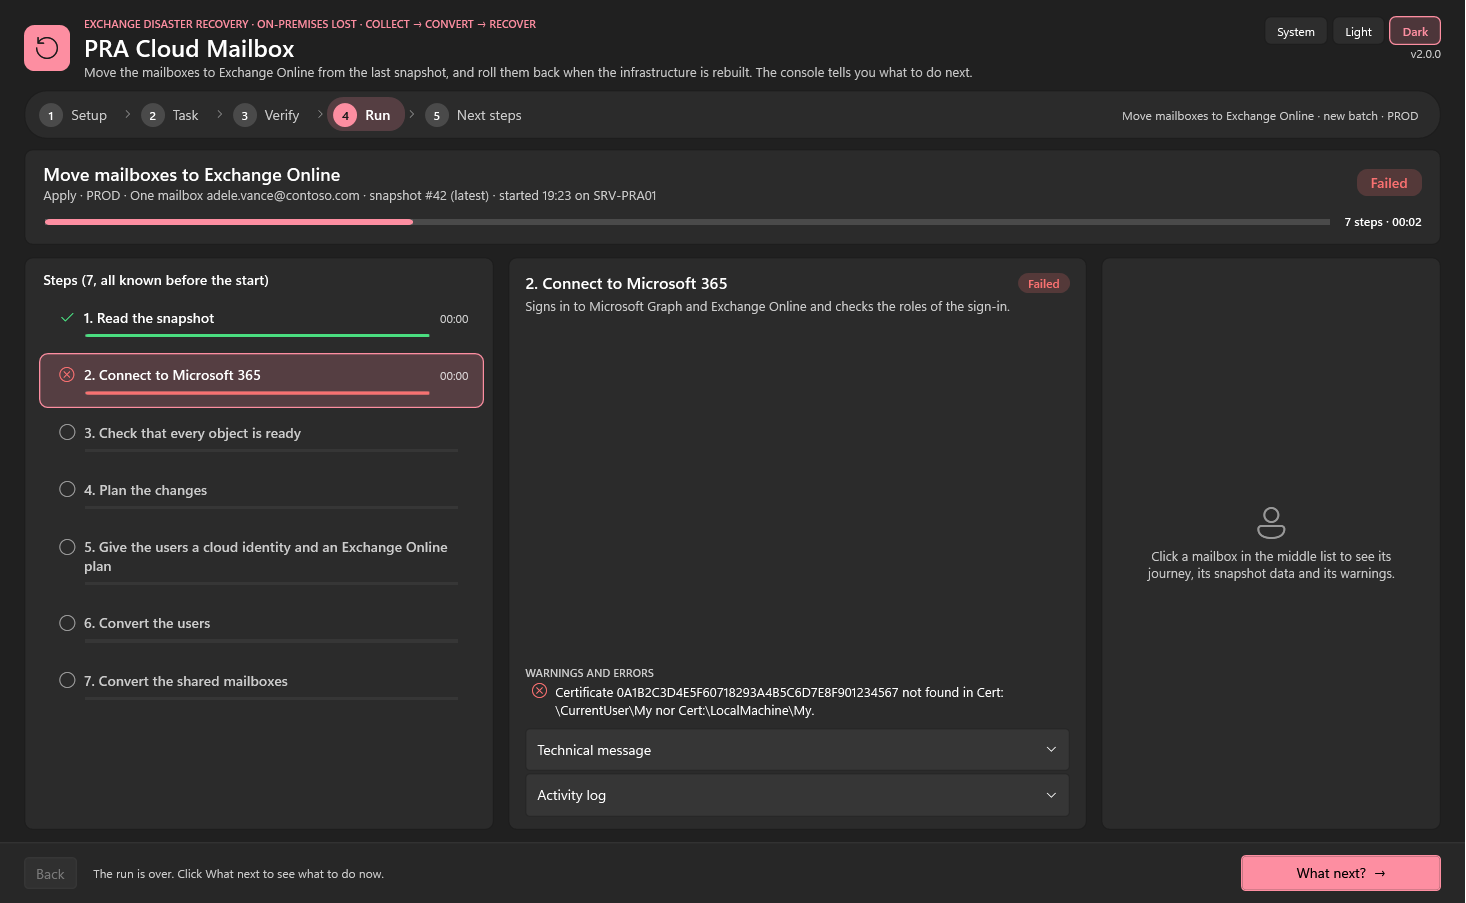 EXCHANGE DISASTER RECOVERY · ON-PREMISES LOST · COLLECT → CONVERT → RECOVER
PRA Cloud Mailbox
Move the mailboxes to Exchange Online from the last snapshot, and roll them back when the infrastructure is rebuilt. The console tells you what to do next.
System
Light
Dark
v2.0.0
1 Setup
2 Task
3 Verify
4 Run
5 Next steps
Move mailboxes to Exchange Online · new batch · PROD
Move mailboxes to Exchange Online
Apply · PROD · One mailbox adele.vance@contoso.com · snapshot #42 (latest) · started 19:23 on SRV-PRA01
Failed
7 steps · 00:02
Steps (7, all known before the start)
1. Read the snapshot
00:00
2. Connect to Microsoft 365
00:00
3. Check that every object is ready
4. Plan the changes
5. Give the users a cloud identity and an Exchange Online
plan
6. Convert the users
7. Convert the shared mailboxes
2. Connect to Microsoft 365
Failed
Signs in to Microsoft Graph and Exchange Online and checks the roles of the sign-in.
WARNINGS AND ERRORS
Certificate 0A1B2C3D4E5F60718293A4B5C6D7E8F901234567 not found in Cert:
\CurrentUser\My nor Cert:\LocalMachine\My.
Technical message
Activity log
Click a mailbox in the middle list to see its
journey, its snapshot data and its warnings.
Back
The run is over. Click What next to see what to do now.
What next? →